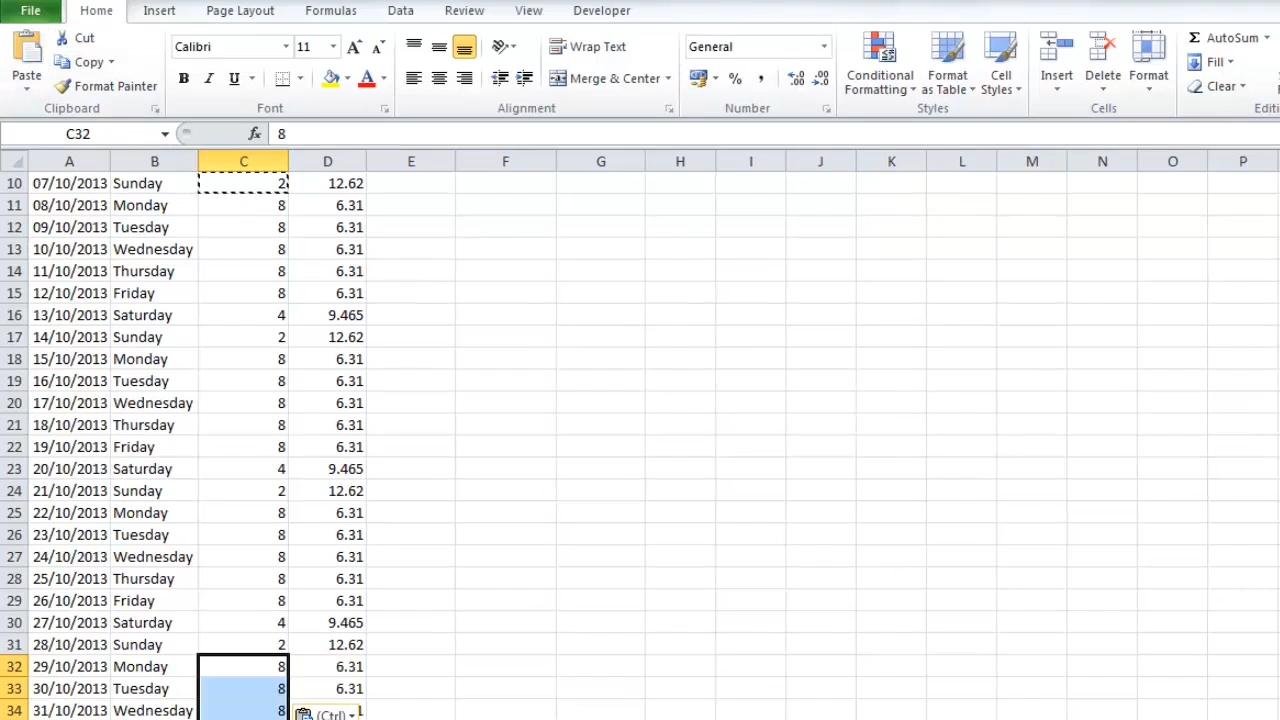 File Home Insert Page Layout Formulas Data Review View Developer
Paste
Cut
Copy
Format Painter
Clipboard
Calibri 11 A A
B I U A
Font
Wrap Text
Merge & Center
Alignment
General
% , .00 .0
Number
Conditional Formatting
Format as Table
Cell Styles
Styles
Insert Delete Format
Cells
Σ AutoSum
Fill
Clear
C32 fx 8
A B C D E F G H I J K L M N O P
10 07/10/2013 Sunday 2 12.62
11 08/10/2013 Monday 8 6.31
12 09/10/2013 Tuesday 8 6.31
13 10/10/2013 Wednesday 8 6.31
14 11/10/2013 Thursday 8 6.31
15 12/10/2013 Friday 8 6.31
16 13/10/2013 Saturday 4 9.465
17 14/10/2013 Sunday 2 12.62
18 15/10/2013 Monday 8 6.31
19 16/10/2013 Tuesday 8 6.31
20 17/10/2013 Wednesday 8 6.31
21 18/10/2013 Thursday 8 6.31
22 19/10/2013 Friday 8 6.31
23 20/10/2013 Saturday 4 9.465
24 21/10/2013 Sunday 2 12.62
25 22/10/2013 Monday 8 6.31
26 23/10/2013 Tuesday 8 6.31
27 24/10/2013 Wednesday 8 6.31
28 25/10/2013 Thursday 8 6.31
29 26/10/2013 Friday 8 6.31
30 27/10/2013 Saturday 4 9.465
31 28/10/2013 Sunday 2 12.62
32 29/10/2013 Monday 8 6.31
33 30/10/2013 Tuesday 8 6.31
34 31/10/2013 Wednesday 8 (Ctrl)